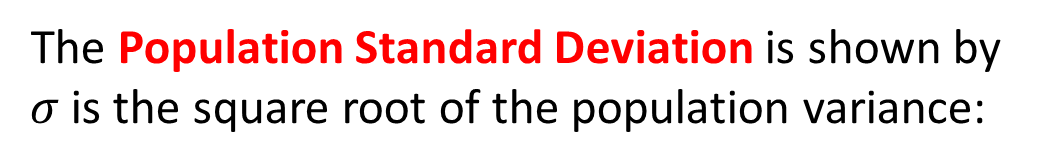 The Population Standard Deviation is shown by
σ is the square root of the population variance: